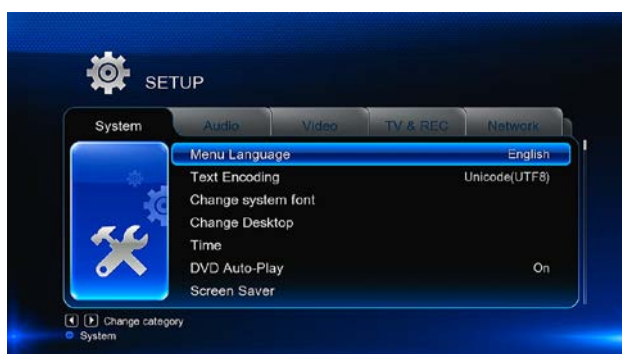 SETUP
System Audio Video TV & REC Network
Menu Language English
Text Encoding Unicode(UTF8)
Change system font
Change Desktop
Time
DVD Auto-Play On
Screen Saver
Change category
System